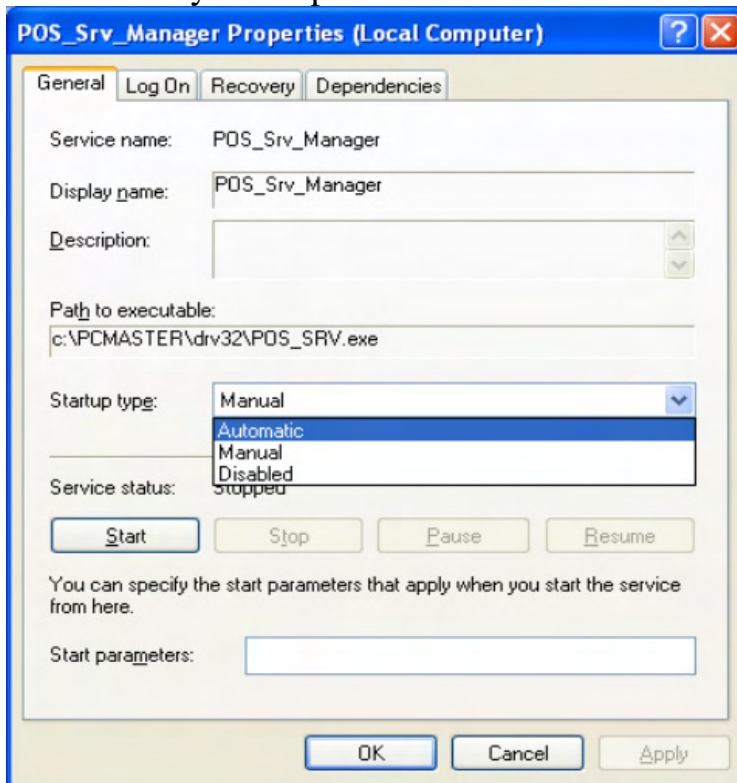 POS_Srv_Manager Properties (Local Computer)
General Log On Recovery Dependencies
Service name: POS_Srv_Manager
Display name: POS_Srv_Manager
Description:
Path to executable:
c:\PCMASTER\drv32\POS_SRV.exe
Startup type: Manual
Automatic
Manual
Disabled
Service status: Stopped
Start Stop Pause Resume
You can specify the start parameters that apply when you start the service
from here.
Start parameters:
OK Cancel Apply